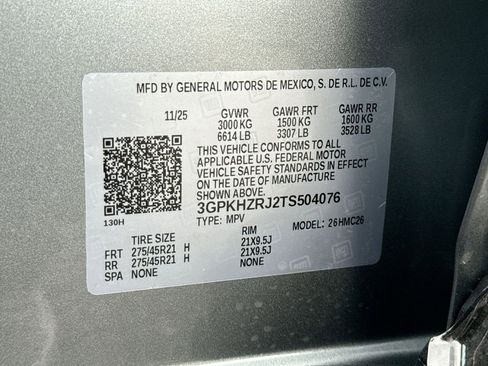 MFD BY GENERAL MOTORS DE MEXICO, S. DE R.L. DE C.V.
11/25 GVWR GAWR FRT GAWR RR
3000 KG 1500 KG 1600 KG
6614 LB 3307 LB 3528 LB
THIS VEHICLE CONFORMS TO ALL
APPLICABLE U.S. FEDERAL MOTOR
VEHICLE SAFETY STANDARDS IN EFFECT
ON THE DATE OF MANUFACTURE
SHOWN ABOVE.
3GPKHZRJ2TS504076
130H TYPE: MPV MODEL: 26HMC26
TIRE SIZE RIM
FRT 275/45R21 H 21X9.5J
RR 275/45R21 H 21X9.5J
SPA NONE NONE